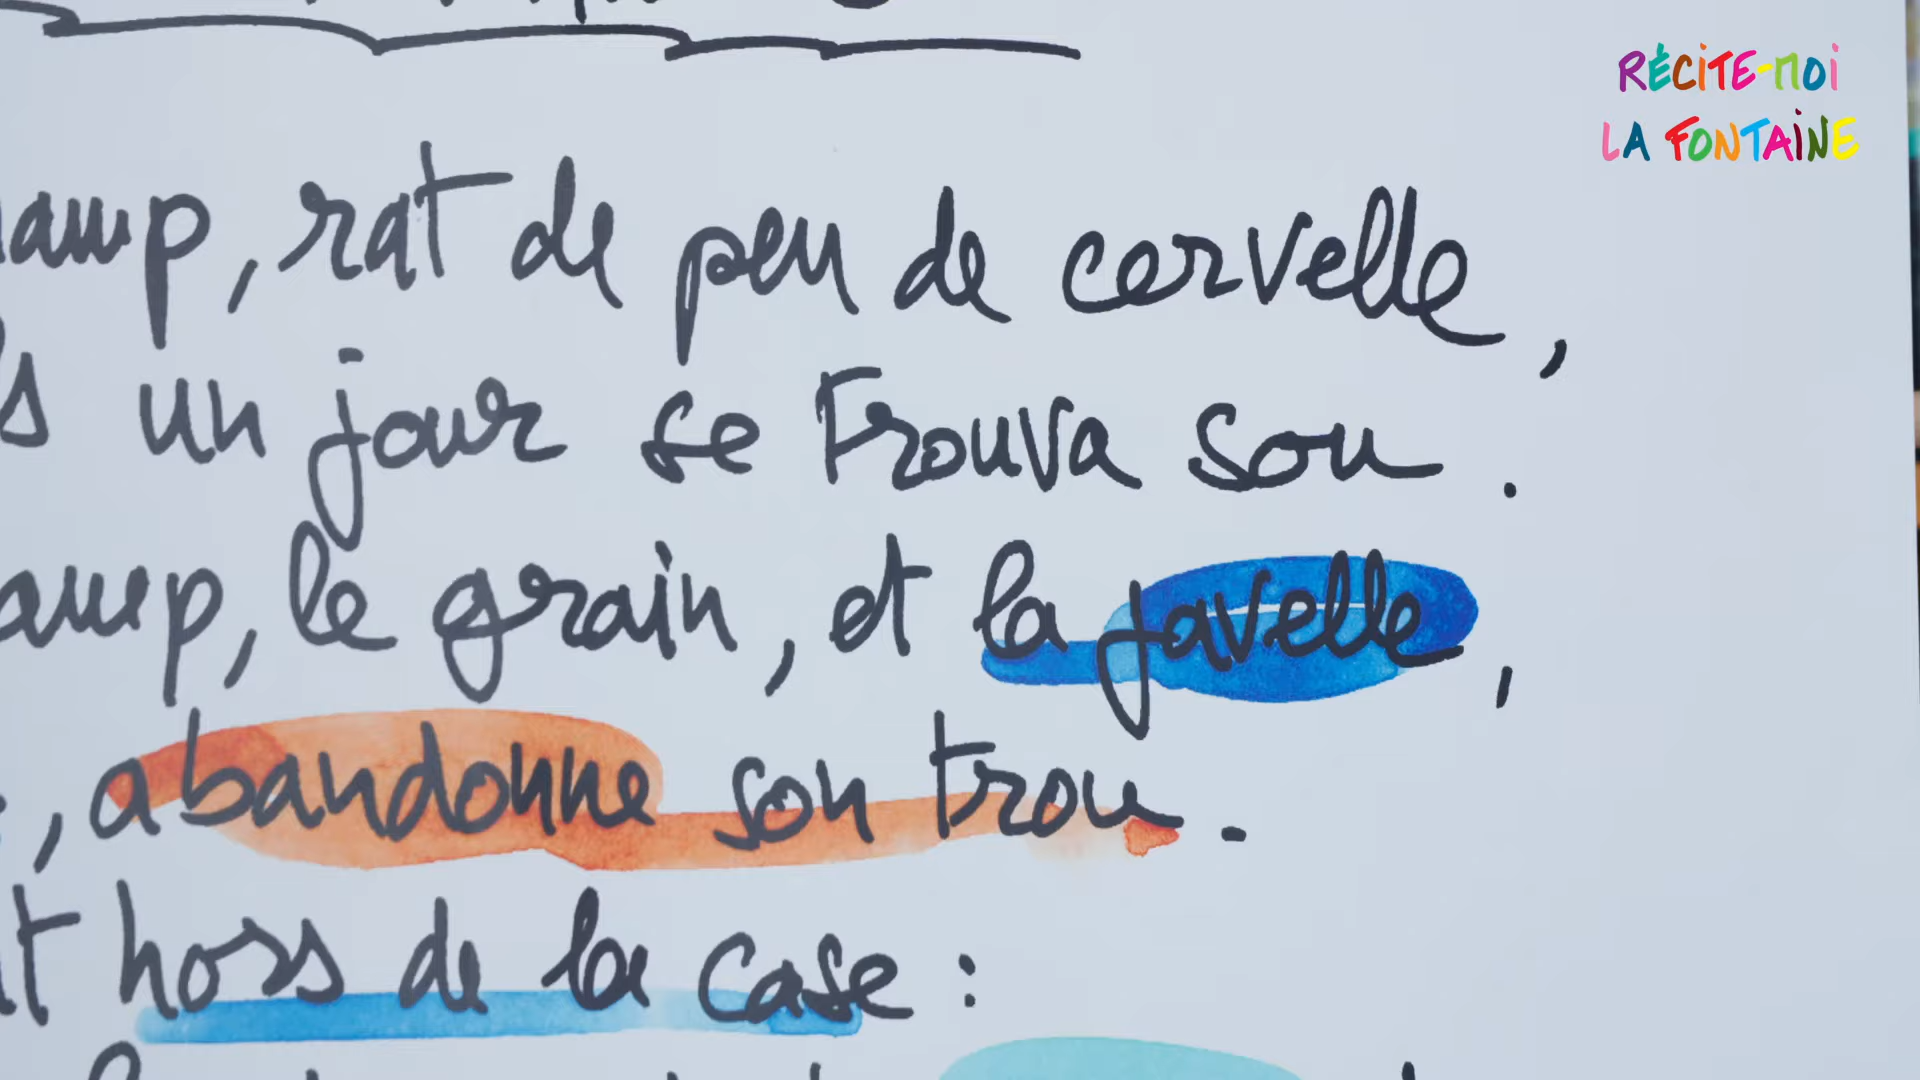 RÉCITE-MOI
LA FONTAINE
amp, rat de peu de cervelle,
s un jour se trouva sou.
amp, le grain, et la javelle,
, abandonne son trou.
t hors de la case :